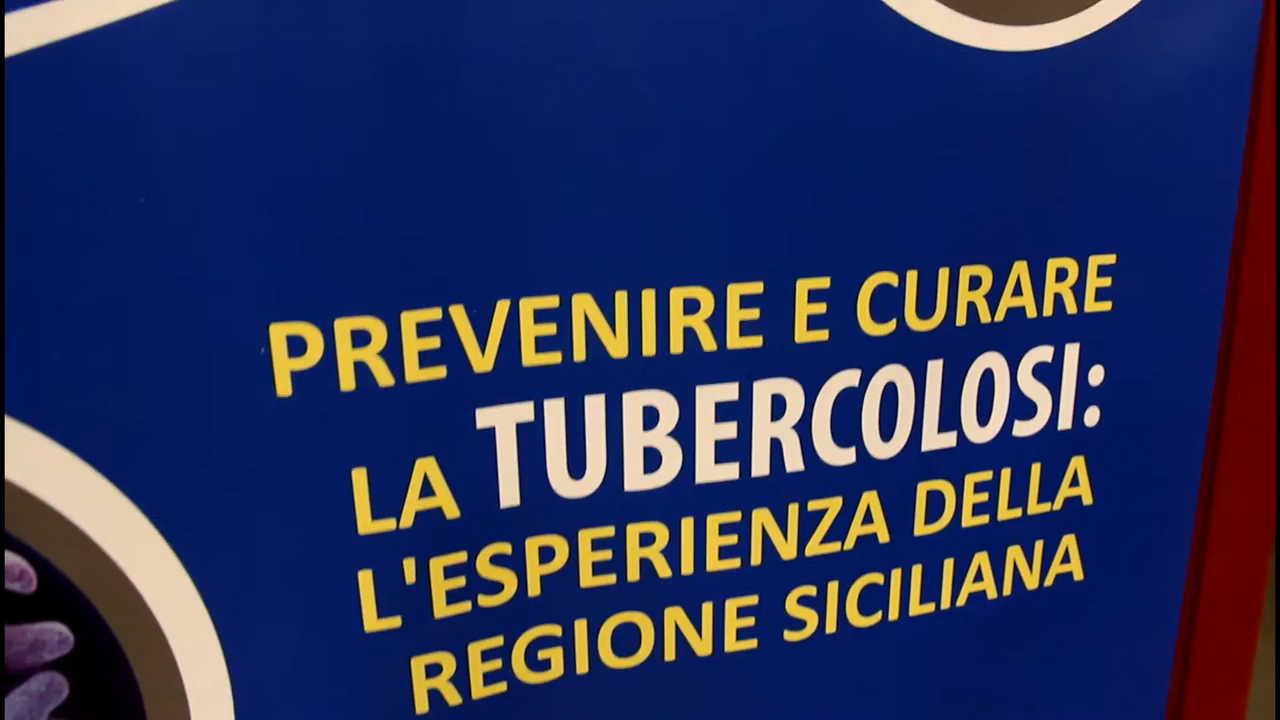 PREVENIRE E CURARE
LA TUBERCOLOSI:
L'ESPERIENZA DELLA
REGIONE SICILIANA